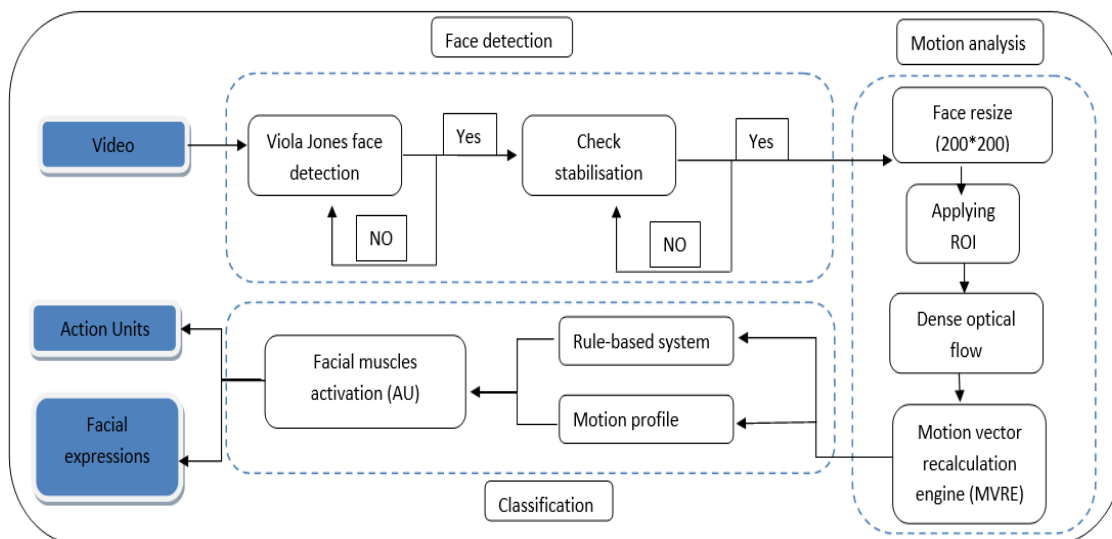 Face detection
Motion analysis
Video
Viola Jones face
detection
Yes
NO
Check
stabilisation
Yes
NO
Face resize
(200*200)
Applying
ROI
Dense optical
flow
Motion vector
recalculation
engine (MVRE)
Rule-based system
Motion profile
Facial muscles
activation (AU)
Action Units
Facial
expressions
Classification